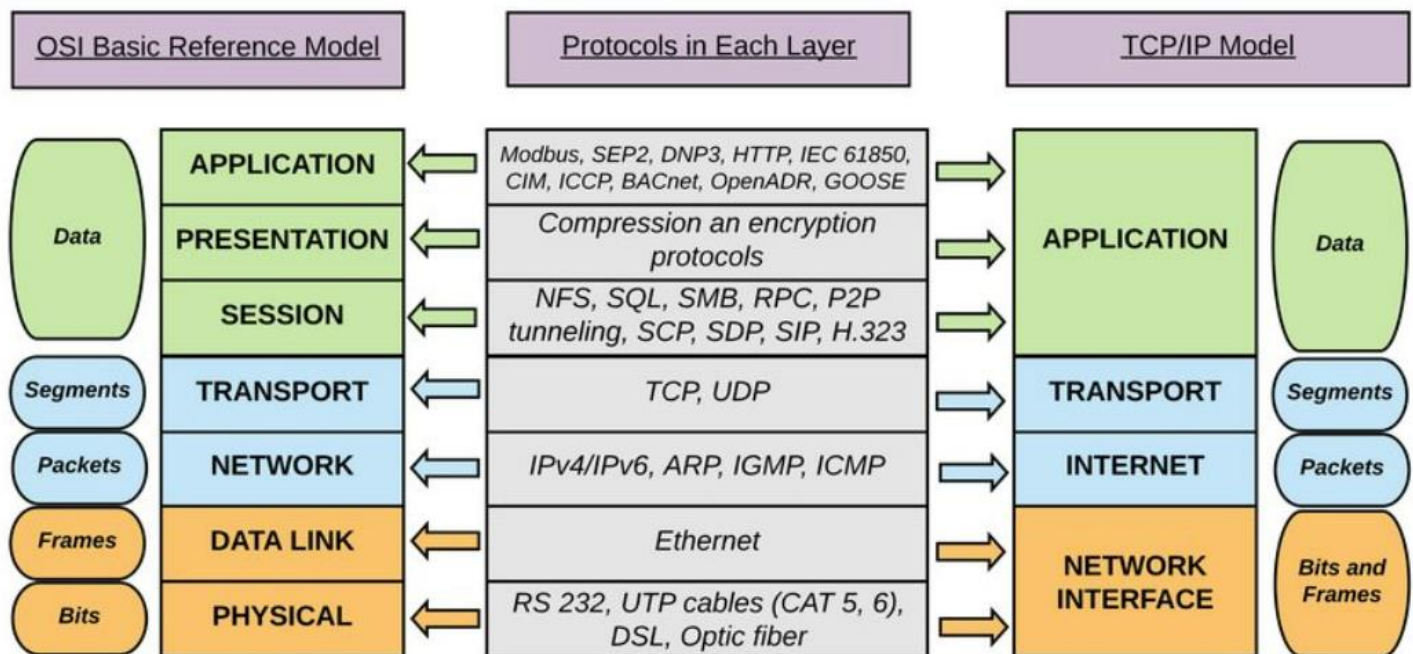 OSI Basic Reference Model
Protocols in Each Layer
TCP/IP Model
Data
APPLICATION
Modbus, SEP2, DNP3, HTTP, IEC 61850,
CIM, ICCP, BACnet, OpenADR, GOOSE
PRESENTATION
Compression an encryption
protocols
SESSION
NFS, SQL, SMB, RPC, P2P
tunneling, SCP, SDP, SIP, H.323
APPLICATION
Data
Segments
TRANSPORT
TCP, UDP
TRANSPORT
Segments
Packets
NETWORK
IPv4/IPv6, ARP, IGMP, ICMP
INTERNET
Packets
Frames
DATA LINK
Ethernet
Bits
PHYSICAL
RS 232, UTP cables (CAT 5, 6),
DSL, Optic fiber
NETWORK
INTERFACE
Bits and
Frames